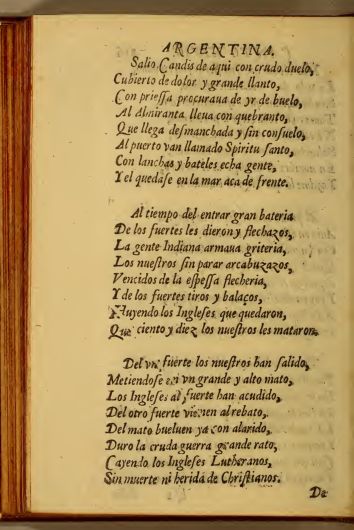 ARGENTINA.
Salio Candis de aqui con crudo duelo,
Cubierto de dolor y grande llanto,
Con prieſſa procuraua de yr de buelo,
Al Almiranta lleua con quebranto,
Que llega deſmanchada y ſin conſuelo,
Al puerto van llamado Spiritu ſanto,
Con lanchas y bateles echa gente,
Y el quedaſe en la mar aca de frente.
Al tiempo del entrar gran bateria
De los fuertes les dieron y flechazos,
La gente Indiana armaua griteria,
Los nueſtros ſin parar arcabuzazos,
Vencidos de la eſpeſſa flecheria,
Y de los fuertes tiros y balaços,
Huyendo los Ingleſes que quedaron,
Que ciento y diez los nueſtros les mataron.
Del vn fuerte los nueſtros han ſalido,
Metiendoſe en vn grande y alto mato,
Los Ingleſes al fuerte han acudido,
Del otro fuerte vienen al rebato,
Del mato bueluen ya con alarido,
Duro la cruda guerra grande rato,
Cayendo los Ingleſes Lutheranos,
Sin muerte ni herida de Chriſtianos.
De